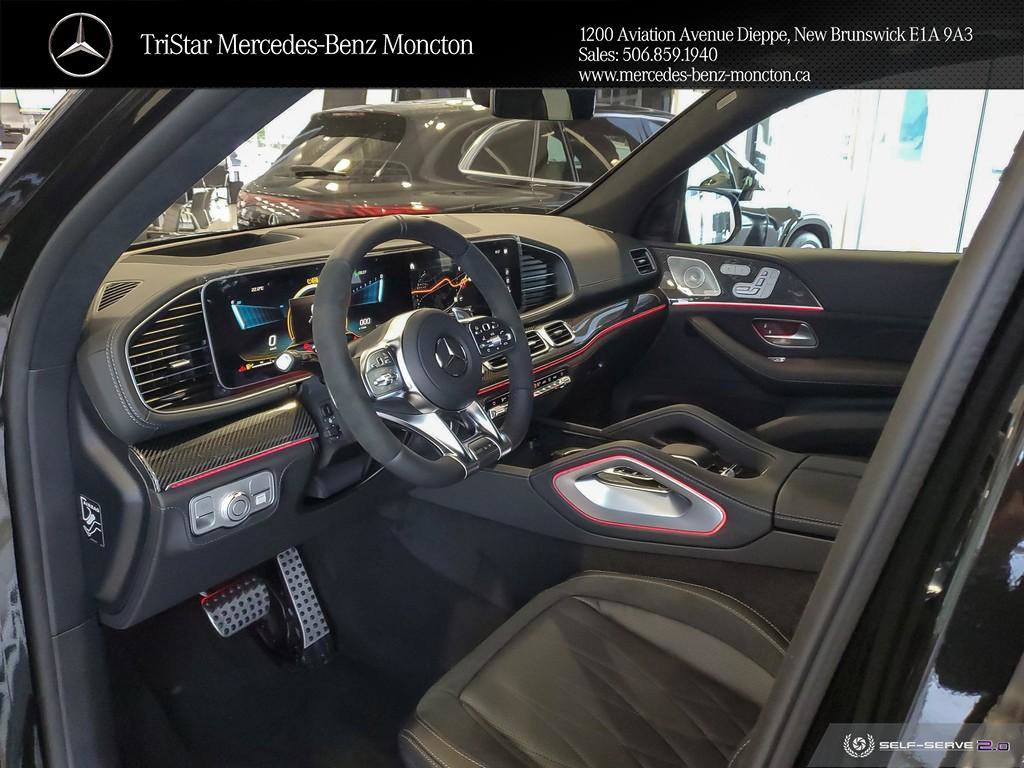 TriStar Mercedes-Benz Moncton
1200 Aviation Avenue Dieppe, New Brunswick E1A 9A3
Sales: 506.859.1940
www.mercedes-benz-moncton.ca
SELF-SERVE 2.0